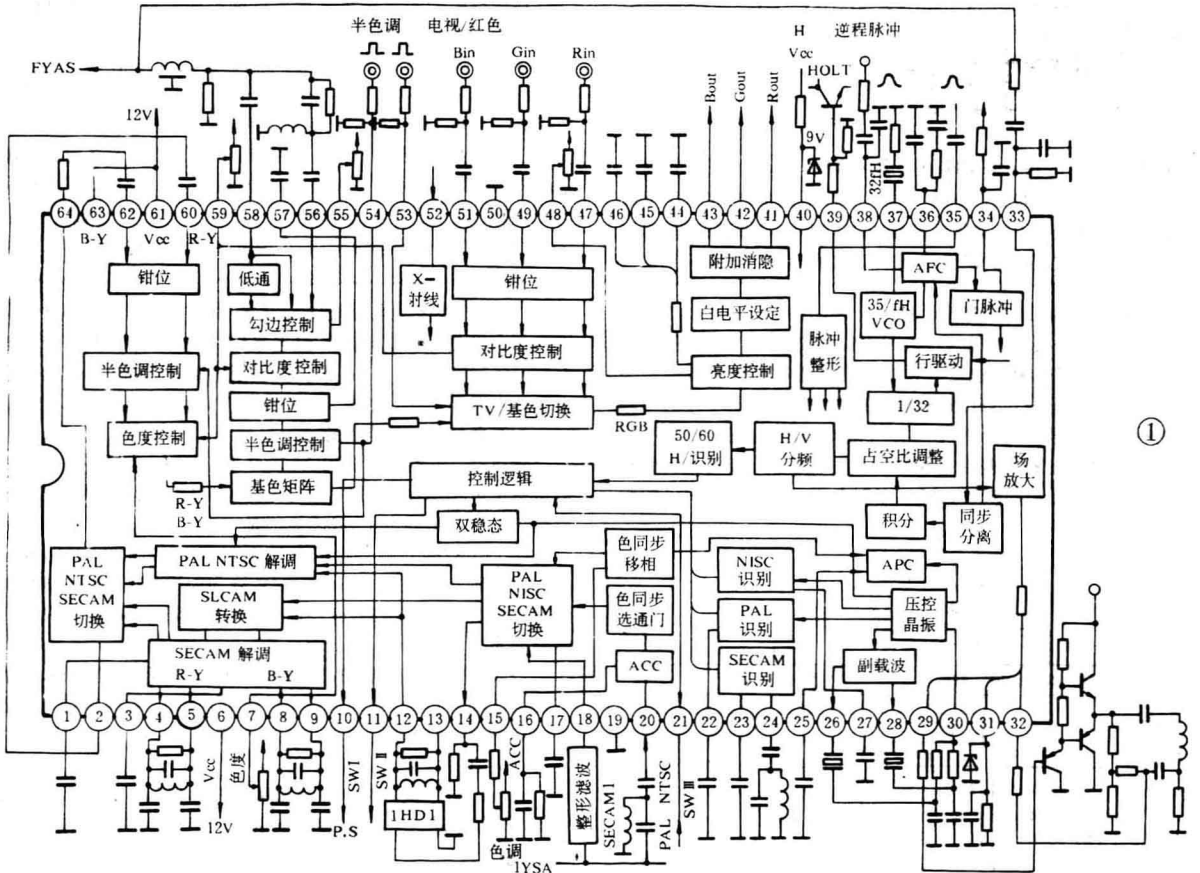 半色调 电视/红色 H 逆程脉冲
FYAS
Bin Gin Rin
Vcc
HOLT
12V
Bout Gout Rout
9V
32fH
64 63 62 61 60 59 58 57 56 55 54 53 52 51 50 49 48 47 46 45 44 43 42 41 40 39 38 37 36 35 34 33
B-Y Vcc R-Y
钳位
低通
X-射线
*
钳位
附加消隐
AFC
勾边控制
白电平设定
35/fH VCO
门脉冲
半色调控制
对比度控制
对比度控制
亮度控制
脉冲整形
行驱动
钳位
TV/基色切换
RGB
1/32
色度控制
半色调控制
50/60 H/识别
H/V 分频
占空比调整
场放大
①
R-Y
B-Y
基色矩阵
控制逻辑
双稳态
积分
同步分离
PAL NTSC SECAM 切换
PAL NTSC 解调
色同步移相
NISC 识别
APC
SLCAM 转换
PAL NISC SECAM 切换
色同步选通门
PAL 识别
压控晶振
SECAM 解调
R-Y B-Y
ACC
SECAM 识别
副载波
1 2 3 4 5 6 7 8 9 10 11 12 13 14 15 16 17 18 19 20 21 22 23 24 25 26 27 28 29 30 31 32
Vcc
色度
SWⅠ
SWⅡ
ACC
整形滤波
SECAM1
PAL NTSC
SWⅢ
1HD1
12V
P.S
色调
1YSA